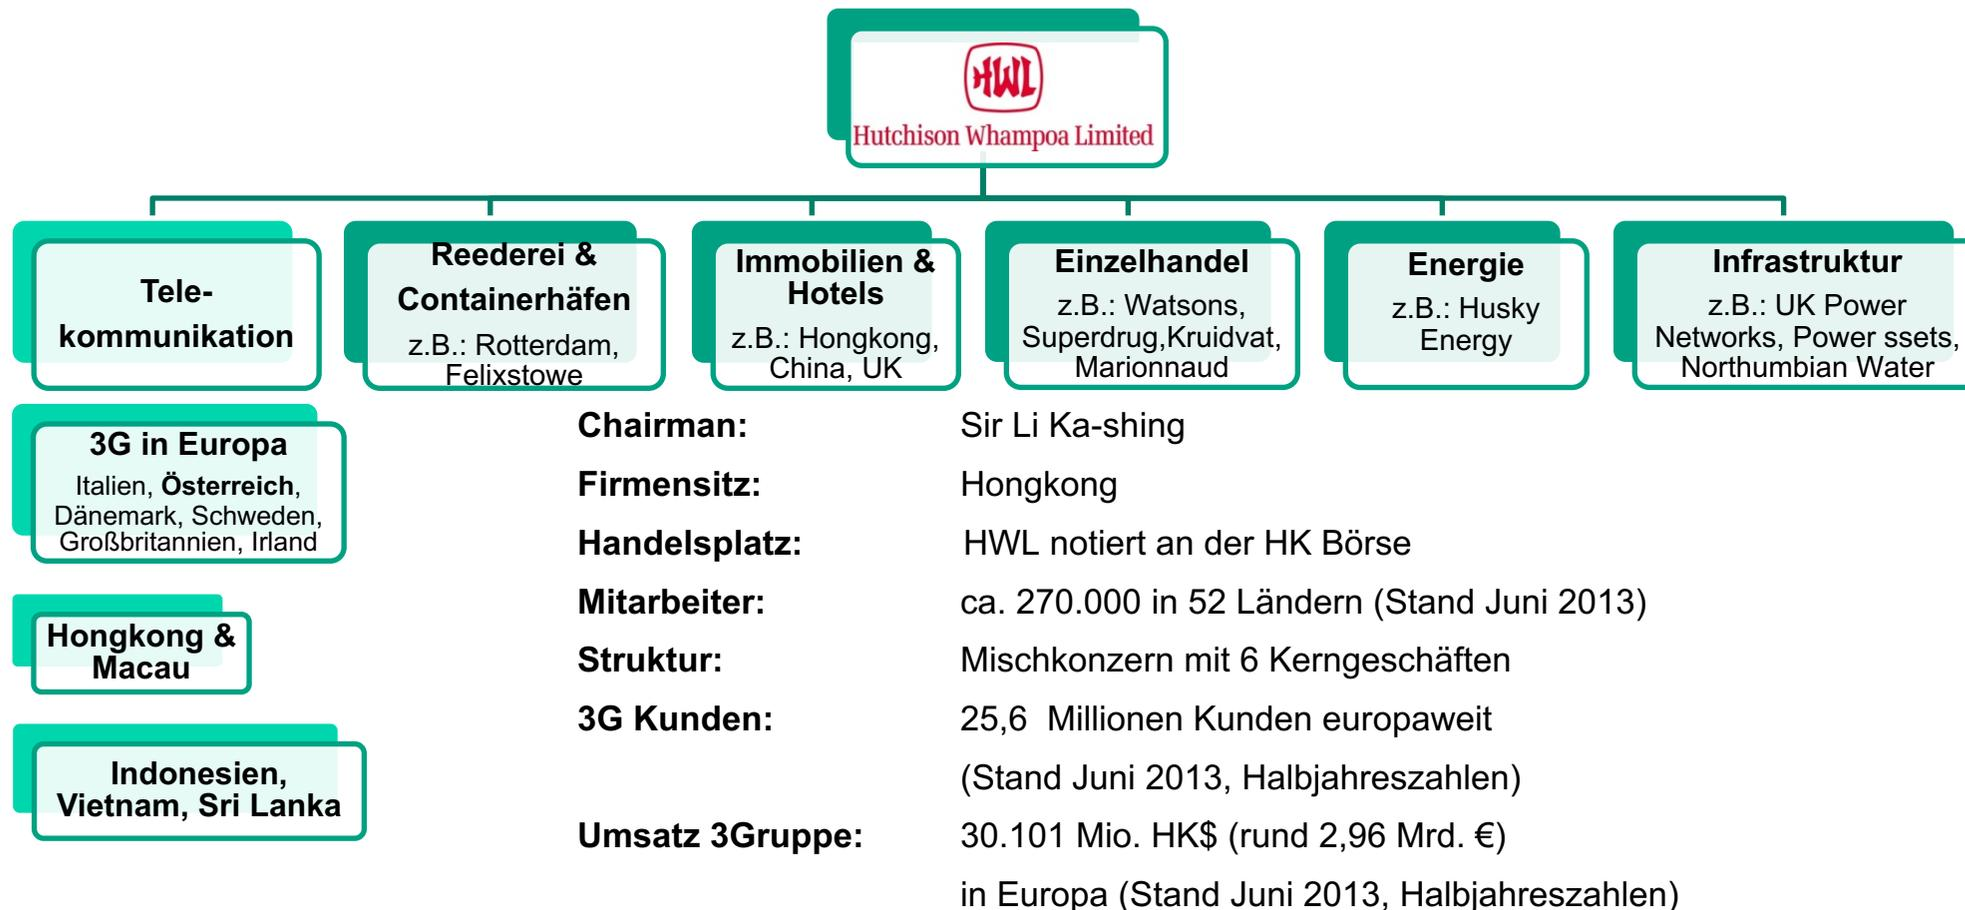 HWL
Hutchison Whampoa Limited
Tele-
kommunikation
Reederei &
Containerhäfen
z.B.: Rotterdam,
Felixstowe
Immobilien &
Hotels
z.B.: Hongkong,
China, UK
Einzelhandel
z.B.: Watsons,
Superdrug,Kruidvat,
Marionnaud
Energie
z.B.: Husky
Energy
Infrastruktur
z.B.: UK Power
Networks, Power ssets,
Northumbian Water
3G in Europa
Italien, Österreich,
Dänemark, Schweden,
Großbritannien, Irland
Hongkong &
Macau
Indonesien,
Vietnam, Sri Lanka
Chairman: Sir Li Ka-shing
Firmensitz: Hongkong
Handelsplatz: HWL notiert an der HK Börse
Mitarbeiter: ca. 270.000 in 52 Ländern (Stand Juni 2013)
Struktur: Mischkonzern mit 6 Kerngeschäften
3G Kunden: 25,6 Millionen Kunden europaweit
(Stand Juni 2013, Halbjahreszahlen)
Umsatz 3Gruppe: 30.101 Mio. HK$ (rund 2,96 Mrd. €)
in Europa (Stand Juni 2013, Halbjahreszahlen)